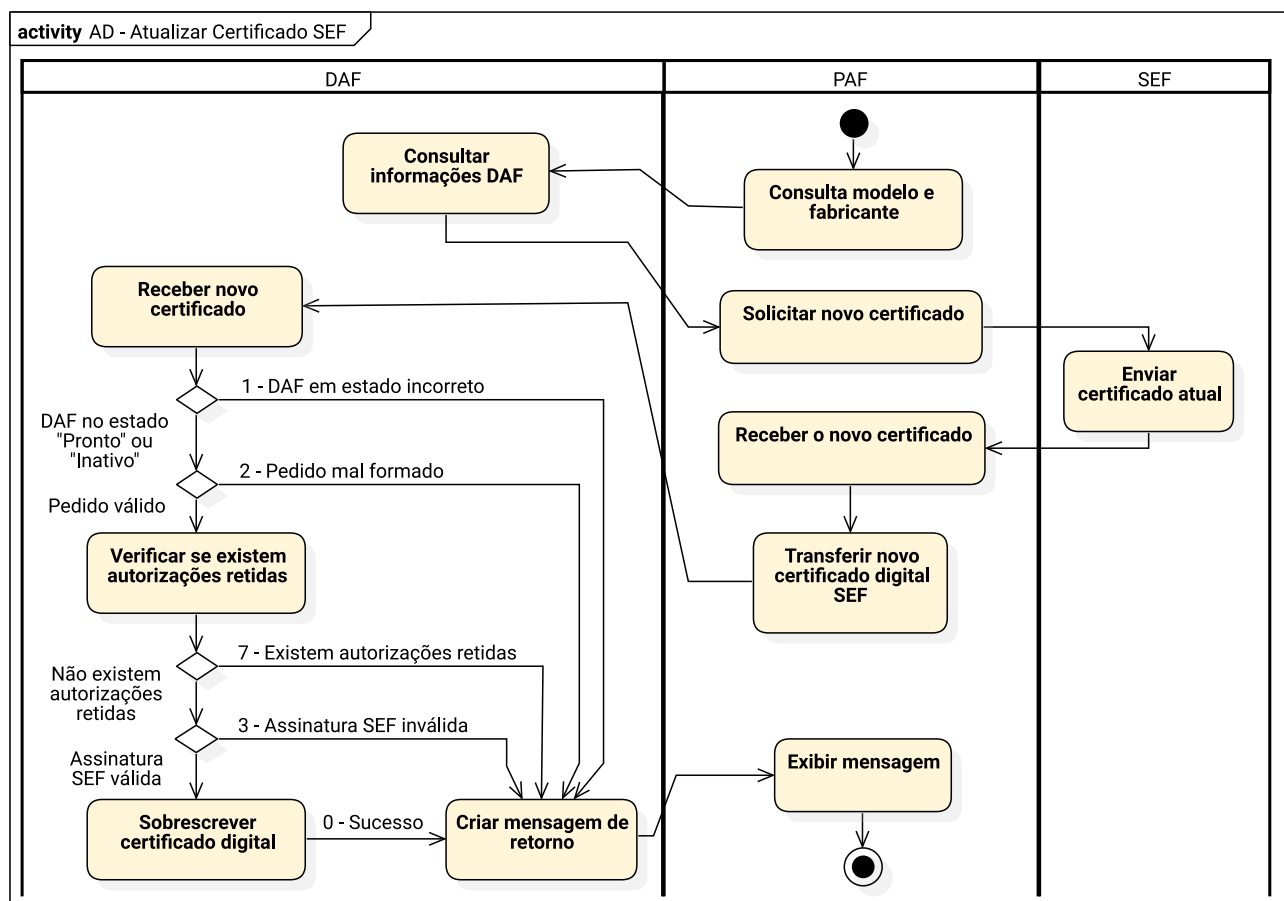 activity AD - Atualizar Certificado SEF
DAF
PAF
SEF
Consultar
informações DAF
Consulta modelo e
fabricante
Receber novo
certificado
Solicitar novo certificado
Enviar
certificado atual
1 - DAF em estado incorreto
DAF no estado
"Pronto" ou
"Inativo"
Receber o novo certificado
2 - Pedido mal formado
Pedido válido
Verificar se existem
autorizações retidas
Transferir novo
certificado digital
SEF
7 - Existem autorizações retidas
Não existem
autorizações
retidas
3 - Assinatura SEF inválida
Assinatura
SEF válida
Exibir mensagem
Sobrescrever
certificado digital
0 - Sucesso
Criar mensagem de
retorno